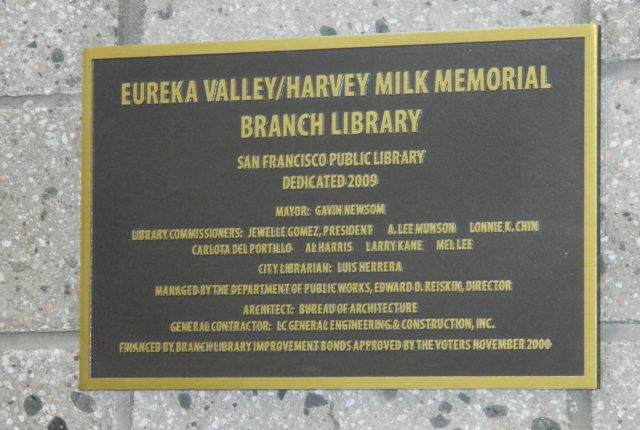 EUREKA VALLEY/HARVEY MILK MEMORIAL
BRANCH LIBRARY
SAN FRANCISCO PUBLIC LIBRARY
DEDICATED 2009
MAYOR: GAVIN NEWSOM
LIBRARY COMMISSIONERS: JEWELLE GOMEZ, PRESIDENT A. LEE MUNSON LONNIE K. CHIN
CARLOTA DEL PORTILLO AL HARRIS LARRY KANE MEL LEE
CITY LIBRARIAN: LUIS HERRERA
MANAGED BY THE DEPARTMENT OF PUBLIC WORKS, EDWARD D. REISKIN, DIRECTOR
ARCHITECT: BUREAU OF ARCHITECTURE
GENERAL CONTRACTOR: LC GENERAL ENGINEERING & CONSTRUCTION, INC.
FINANCED BY BRANCH LIBRARY IMPROVEMENT BONDS APPROVED BY THE VOTERS NOVEMBER 2000